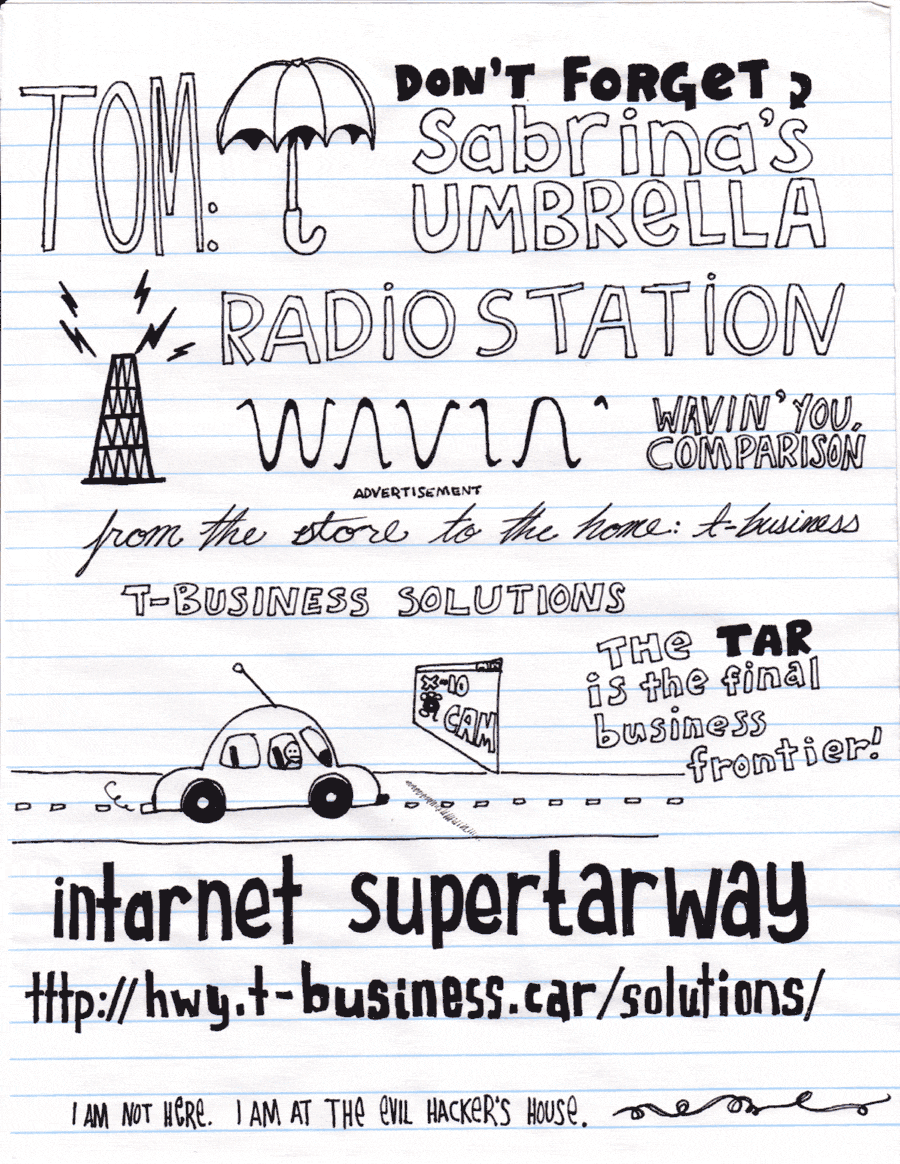 TOM:
DON'T FORGET
Sabrina's
UMBRELLA
RADIO STATION
WAVIN'
WAVIN' YOU,
COMPARISON
ADVERTISEMENT
from the store to the home: t-business
T-BUSINESS SOLUTIONS
THE TAR
is the final
business
frontier!
X-10
CAM
intarnet supertarway
tttp://hwy.t-business.car/solutions/
I AM NOT HERE. I AM AT THE EVIL HACKER'S HOUSE.